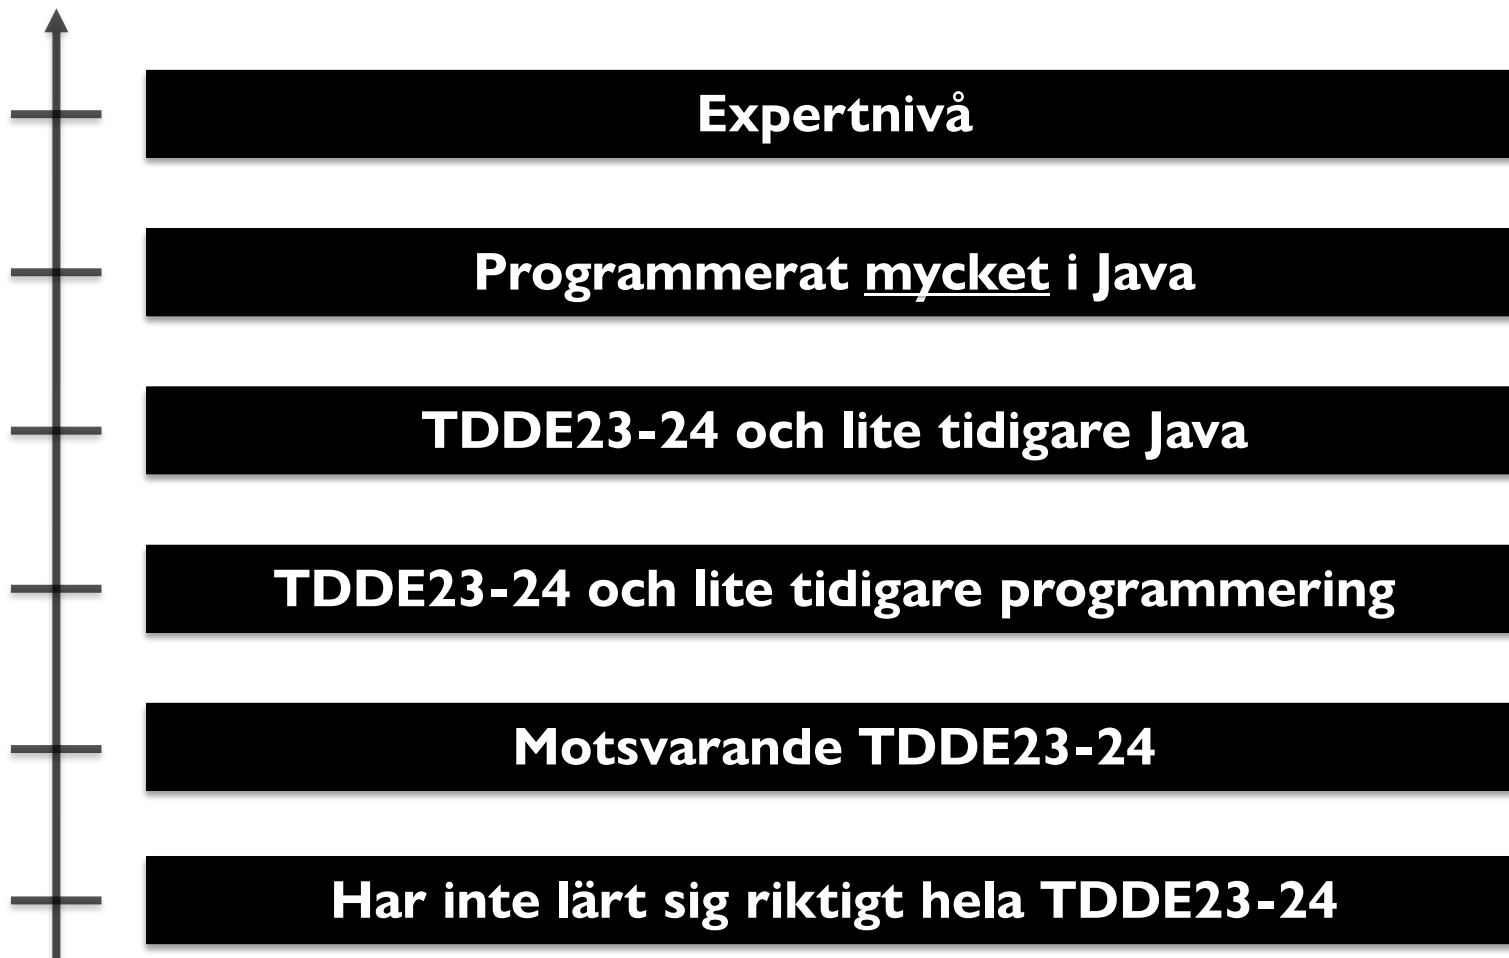 Expertnivå
Programmerat mycket i Java
TDDE23-24 och lite tidigare Java
TDDE23-24 och lite tidigare programmering
Motsvarande TDDE23-24
Har inte lärt sig riktigt hela TDDE23-24